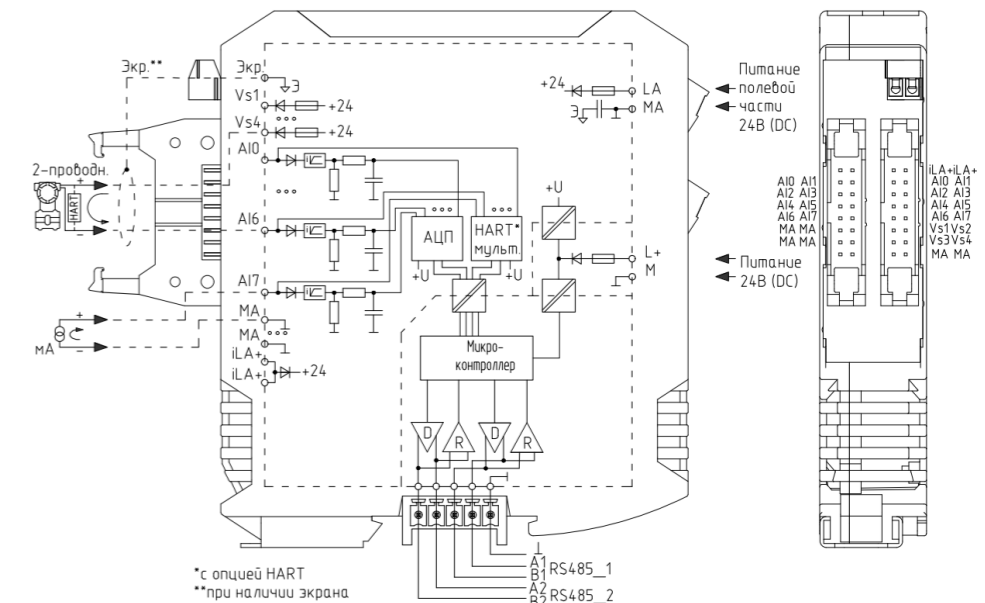 Экр.**
Экр.
Э
Vs1
+24
Vs4
+24
AI0
2-проводн.
+
HART
–
AI6
AI7
+
мА
–
MA
MA
iLA+
iLA+
+24
АЦП
HART*
мульт.
+U
+U
+U
Микро-
контроллер
D
R
D
R
+24
LA
Э
MA
L+
M
Питание
полевой
части
24В (DC)
Питание
24В (DC)
A1
B1
RS485_1
A2
B2
RS485_2
*с опцией HART
**при наличии экрана
AI0 AI1
AI2 AI3
AI4 AI5
AI6 AI7
MA MA
MA MA
iLA+iLA+
AI0 AI1
AI2 AI3
AI4 AI5
AI6 AI7
Vs1Vs2
Vs3Vs4
MA MA